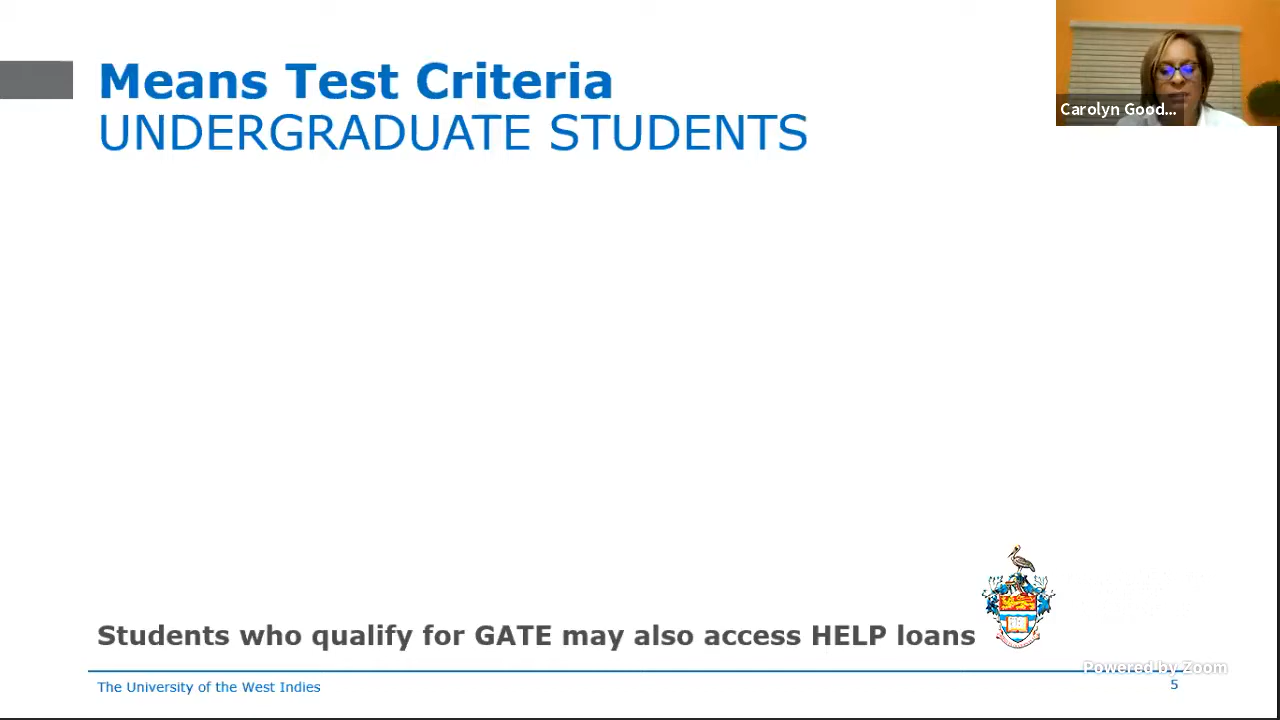 Means Test Criteria
UNDERGRADUATE STUDENTS
Carolyn Good...
Students who qualify for GATE may also access HELP loans
Powered by Zoom
The University of the West Indies
5